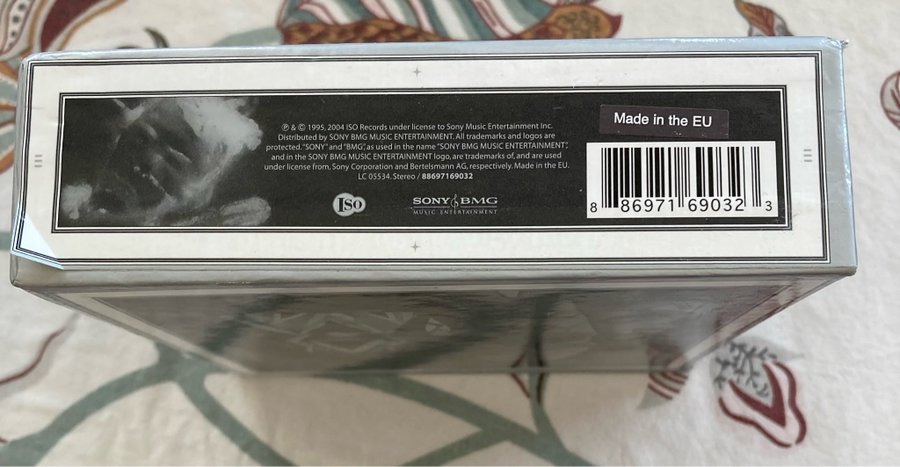 ℗ & © 1995, 2004 ISO Records under license to Sony Music Entertainment Inc.
Distributed by SONY BMG MUSIC ENTERTAINMENT. All trademarks and logos are
protected. "SONY" and "BMG", as used in the name "SONY BMG MUSIC ENTERTAINMENT",
and in the SONY BMG MUSIC ENTERTAINMENT logo, are trademarks of, and are used
under license from, Sony Corporation and Bertelsmann AG, respectively. Made in the EU.
LC 05534. Stereo / 88697169032
ISO
SONY BMG
MUSIC ENTERTAINMENT
Made in the EU
8 86971 69032 3